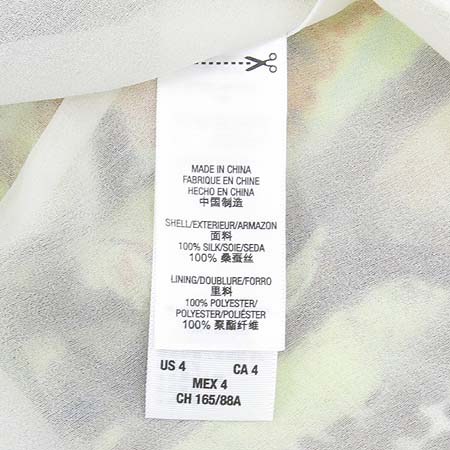 MADE IN CHINA
FABRIQUE EN CHINE
HECHO EN CHINA
中国制造
SHELL/EXTERIEUR/ARMAZON
面料
100% SILK/SOIE/SEDA
100% 桑蚕丝
LINING/DOUBLURE/FORRO
里料
100% POLYESTER/
POLYESTER/POLIÉSTER
100% 聚酯纤维
US 4 CA 4
MEX 4
CH 165/88A